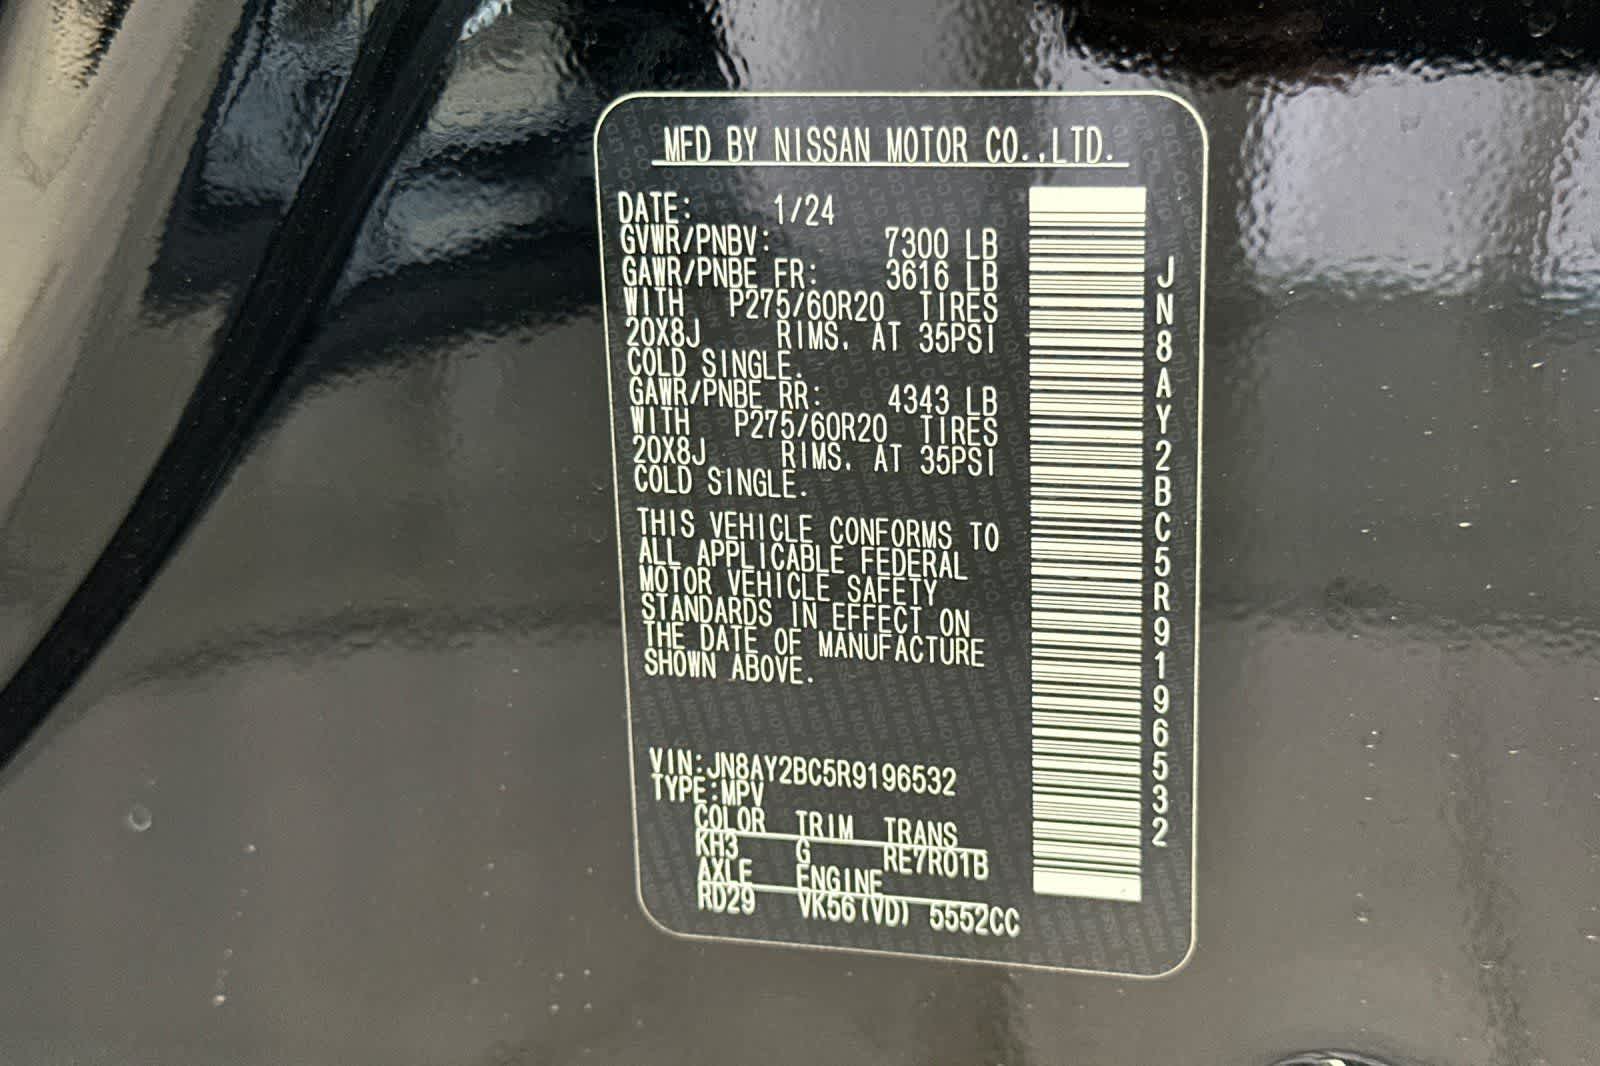 MFD BY NISSAN MOTOR CO.,LTD.
DATE: 1/24
GVWR/PNBV: 7300 LB
GAWR/PNBE FR: 3616 LB
WITH P275/60R20 TIRES
20X8J RIMS. AT 35PSI
COLD SINGLE.
GAWR/PNBE RR: 4343 LB
WITH P275/60R20 TIRES
20X8J RIMS. AT 35PSI
COLD SINGLE.
THIS VEHICLE CONFORMS TO
ALL APPLICABLE FEDERAL
MOTOR VEHICLE SAFETY
STANDARDS IN EFFECT ON
THE DATE OF MANUFACTURE
SHOWN ABOVE.
VIN:JN8AY2BC5R9196532
TYPE:MPV
COLOR TRIM TRANS
KH3 G RE7R01B
AXLE ENGINE
RD29 VK56(VD) 5552CC
JN8AY2BC5R9196532